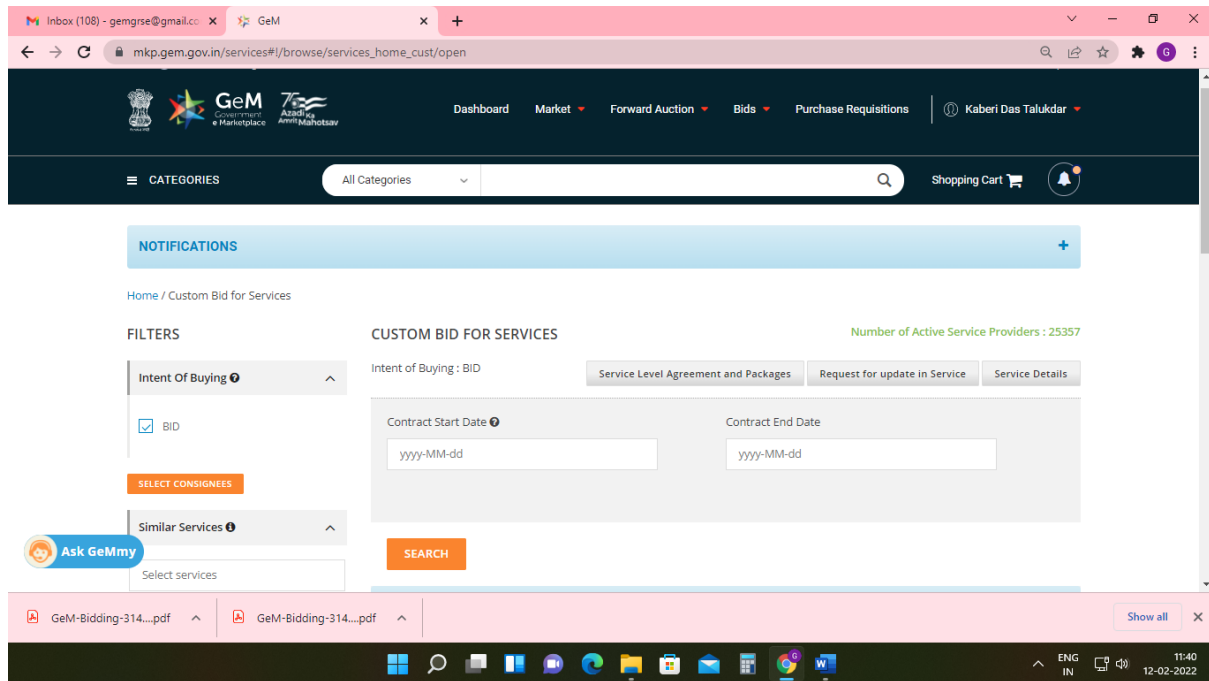 Inbox (108) - gemgrse@gmail.co
GeM
mkp.gem.gov.in/services#!/browse/services_home_cust/open
G
GeM
Government
e Marketplace
Azadi Ka
Amrit Mahotsav
Dashboard
Market
Forward Auction
Bids
Purchase Requisitions
Kaberi Das Talukdar
CATEGORIES
All Categories
Shopping Cart
NOTIFICATIONS
Home / Custom Bid for Services
FILTERS
CUSTOM BID FOR SERVICES
Number of Active Service Providers : 25357
Intent Of Buying
Intent of Buying : BID
Service Level Agreement and Packages
Request for update in Service
Service Details
BID
Contract Start Date
Contract End Date
yyyy-MM-dd
yyyy-MM-dd
SELECT CONSIGNEES
Similar Services
Ask GeMmy
SEARCH
Select services
GeM-Bidding-314....pdf
GeM-Bidding-314....pdf
Show all
ENG
IN
11:40
12-02-2022